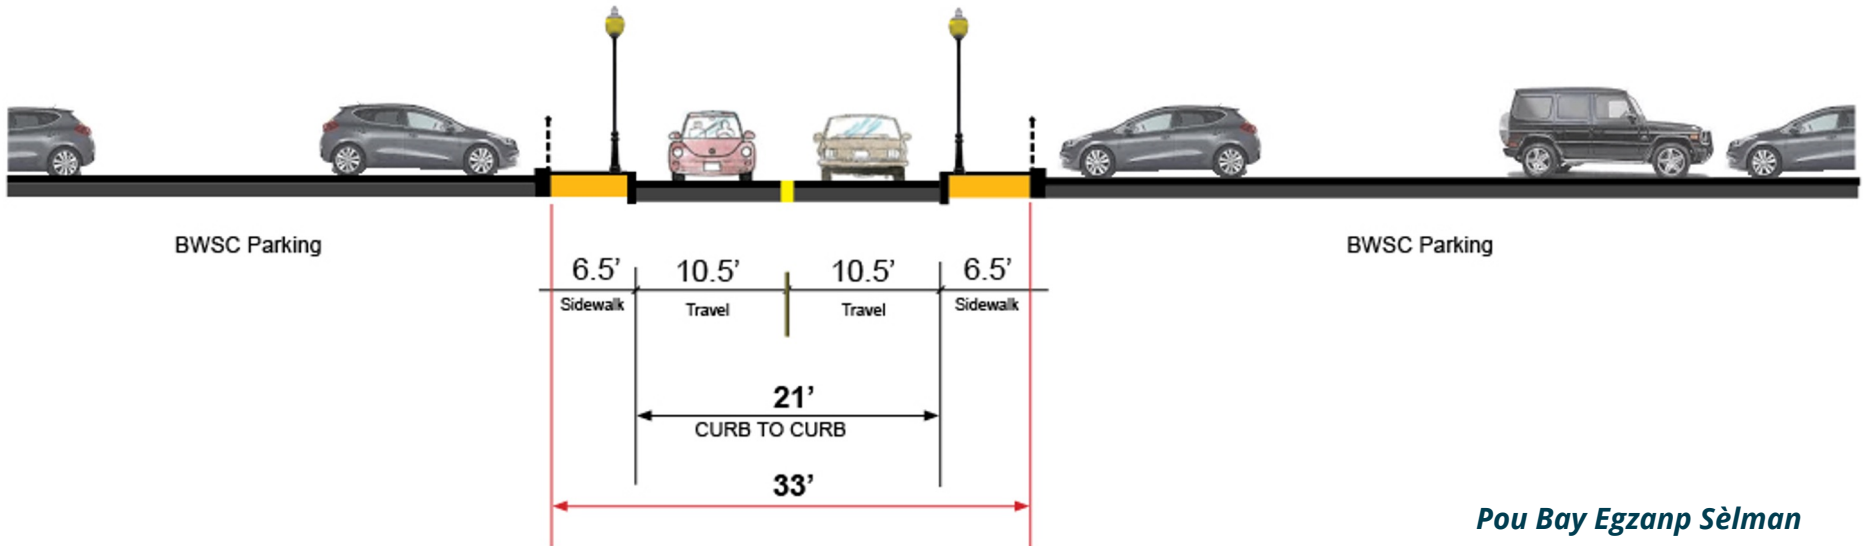 BWSC Parking
BWSC Parking
6.5’ 10.5’ 10.5’ 6.5’
Sidewalk Travel Travel Sidewalk
21’
CURB TO CURB
33’
Pou Bay Egzanp Sèlman